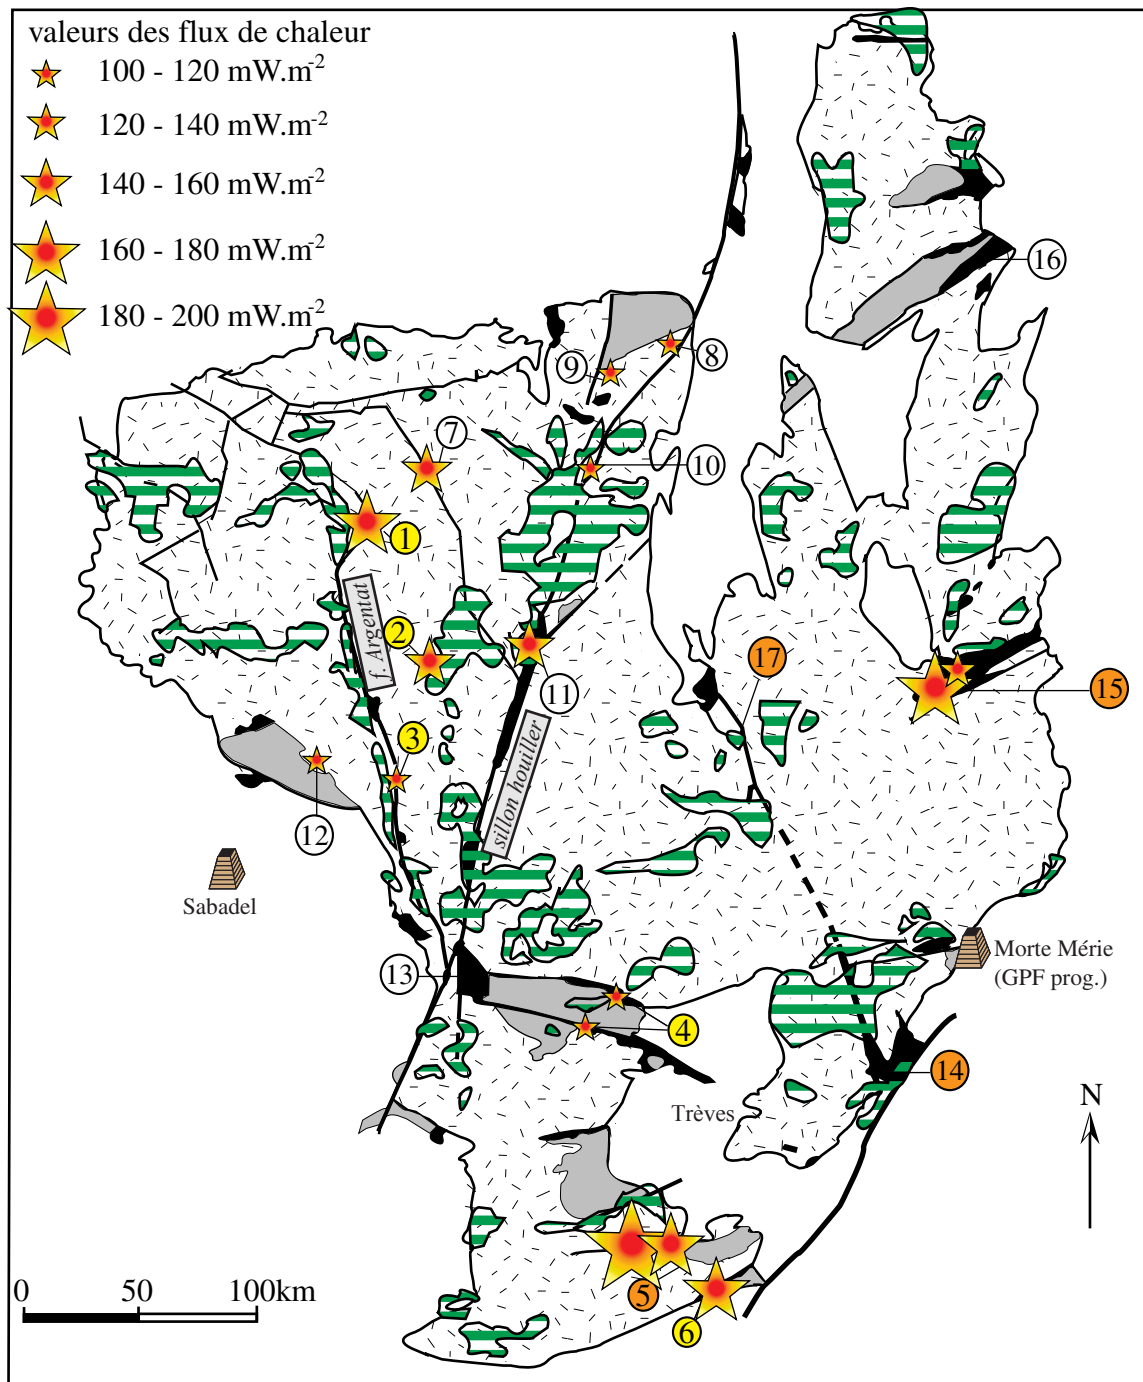 valeurs des flux de chaleur
100 - 120 mW.m-2
120 - 140 mW.m-2
140 - 160 mW.m-2
160 - 180 mW.m-2
180 - 200 mW.m-2
16
8
9
7
10
1
f. Argentat
2
17
11
15
3
sillon houiller
12
Sabadel
Morte Mérie
(GPF prog.)
13
4
14
Trèves
N
5
6
0 50 100km